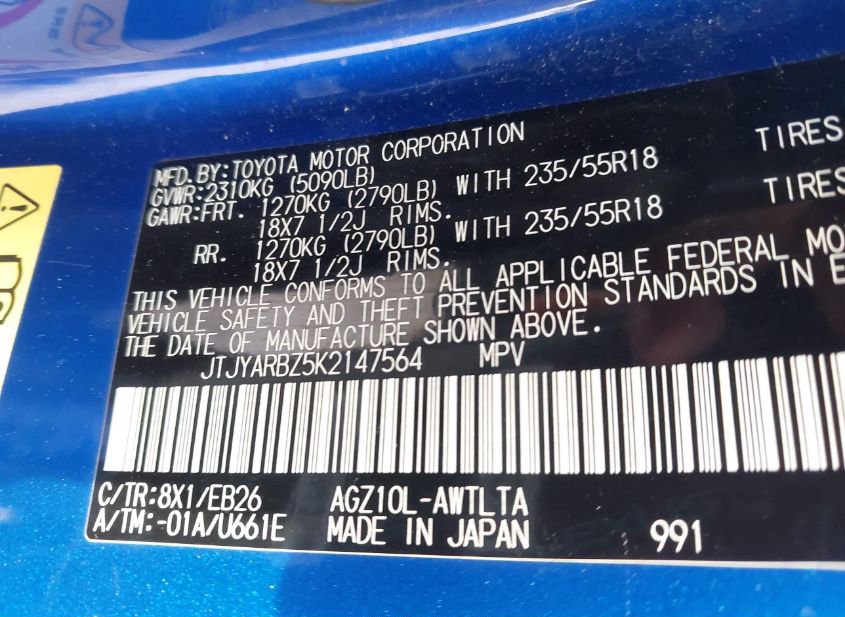 MFD.BY:TOYOTA MOTOR CORPORATION
GVWR:2310KG (5090LB)
GAWR:FRT. 1270KG (2790LB) WITH 235/55R18 TIRES
18X7 1/2J RIMS.
RR. 1270KG (2790LB) WITH 235/55R18 TIRES
18X7 1/2J RIMS.
THIS VEHICLE CONFORMS TO ALL APPLICABLE FEDERAL MO
VEHICLE SAFETY AND THEFT PREVENTION STANDARDS IN E
THE DATE OF MANUFACTURE SHOWN ABOVE.
JTJYARBZ5K2147564 MPV
C/TR:8X1/EB26 AGZ10L-AWTLTA
A/TM:-01A/U661E MADE IN JAPAN 991